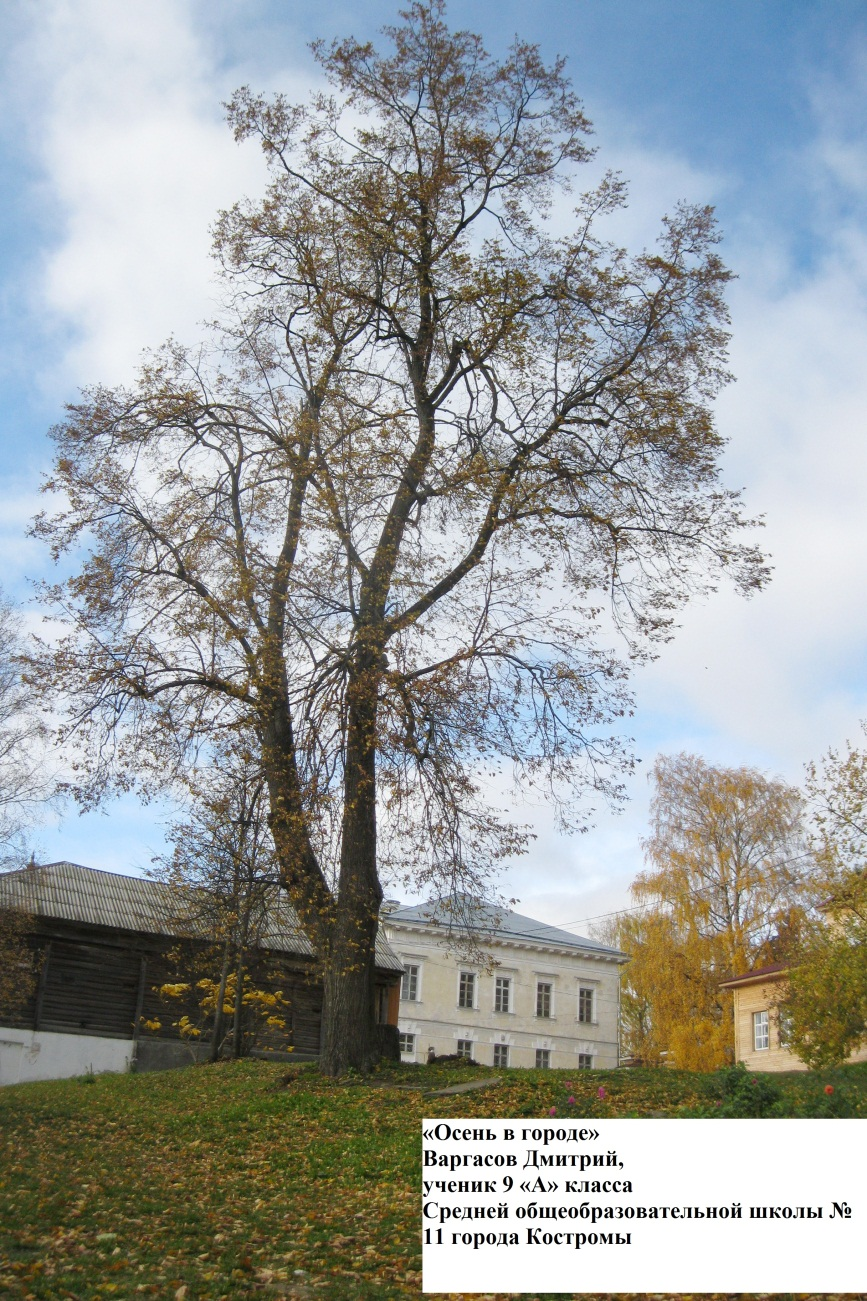 «Осень в городе»
Варгасов Дмитрий,
ученик 9 «А» класса
Средней общеобразовательной школы №
11 города Костромы